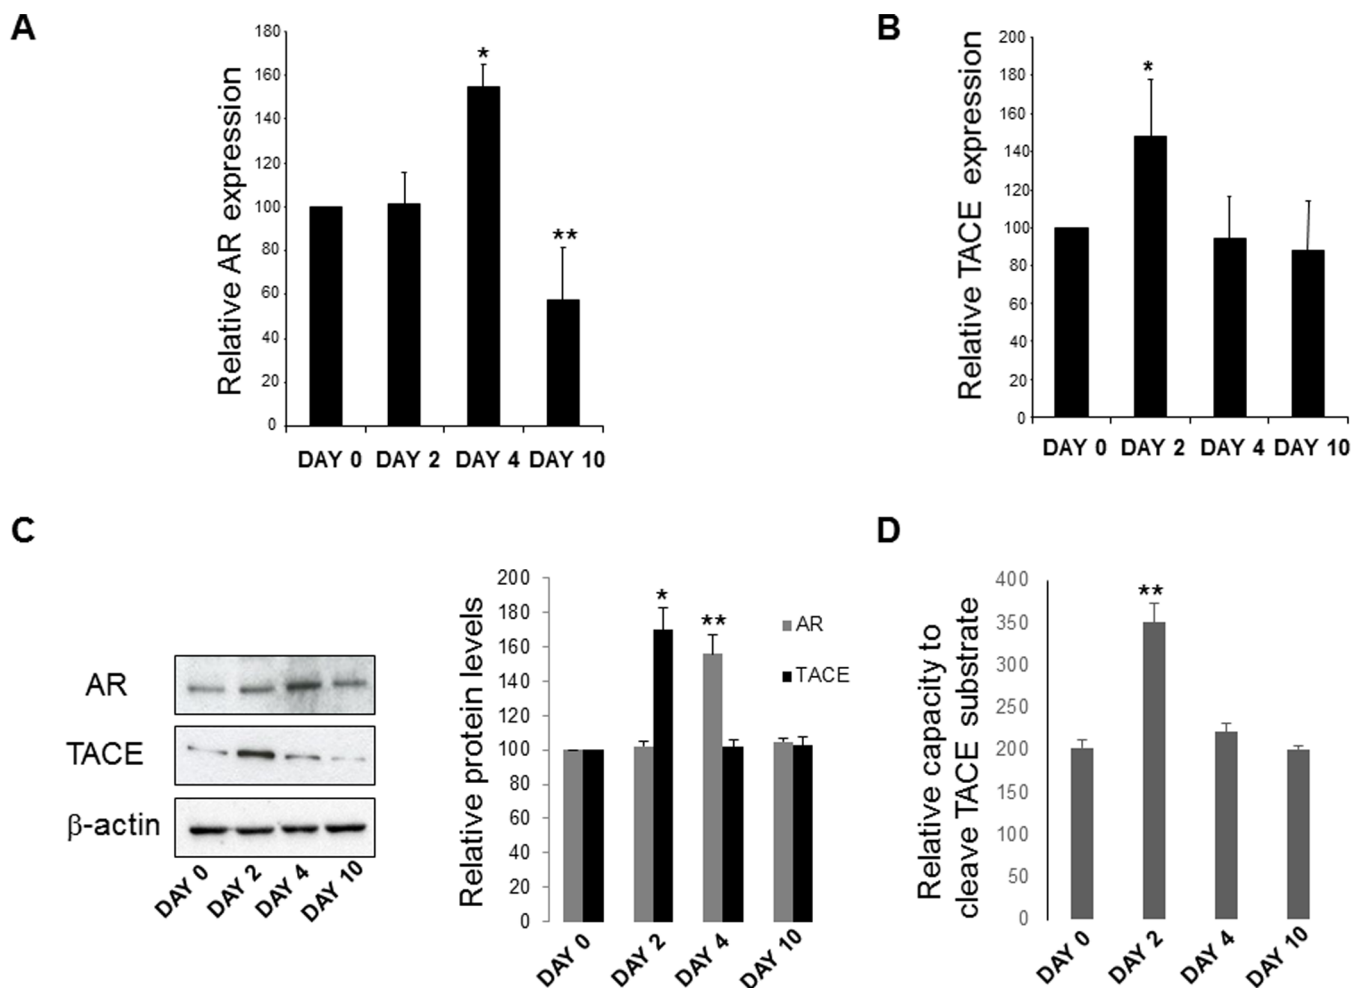 A
Relative AR expression
180
160
140
120
100
80
60
40
20
0
*
**
DAY 0 DAY 2 DAY 4 DAY 10
B
Relative TACE expression
200
180
160
140
120
100
80
60
40
20
0
*
DAY 0 DAY 2 DAY 4 DAY 10
C
AR
TACE
β-actin
DAY 0 DAY 2 DAY 4 DAY 10
Relative protein levels
200
180
160
140
120
100
80
60
40
20
0
*
**
AR
TACE
DAY 0 DAY 2 DAY 4 DAY 10
D
Relative capacity to
cleave TACE substrate
400
350
300
250
200
150
100
50
0
**
DAY 0 DAY 2 DAY 4 DAY 10